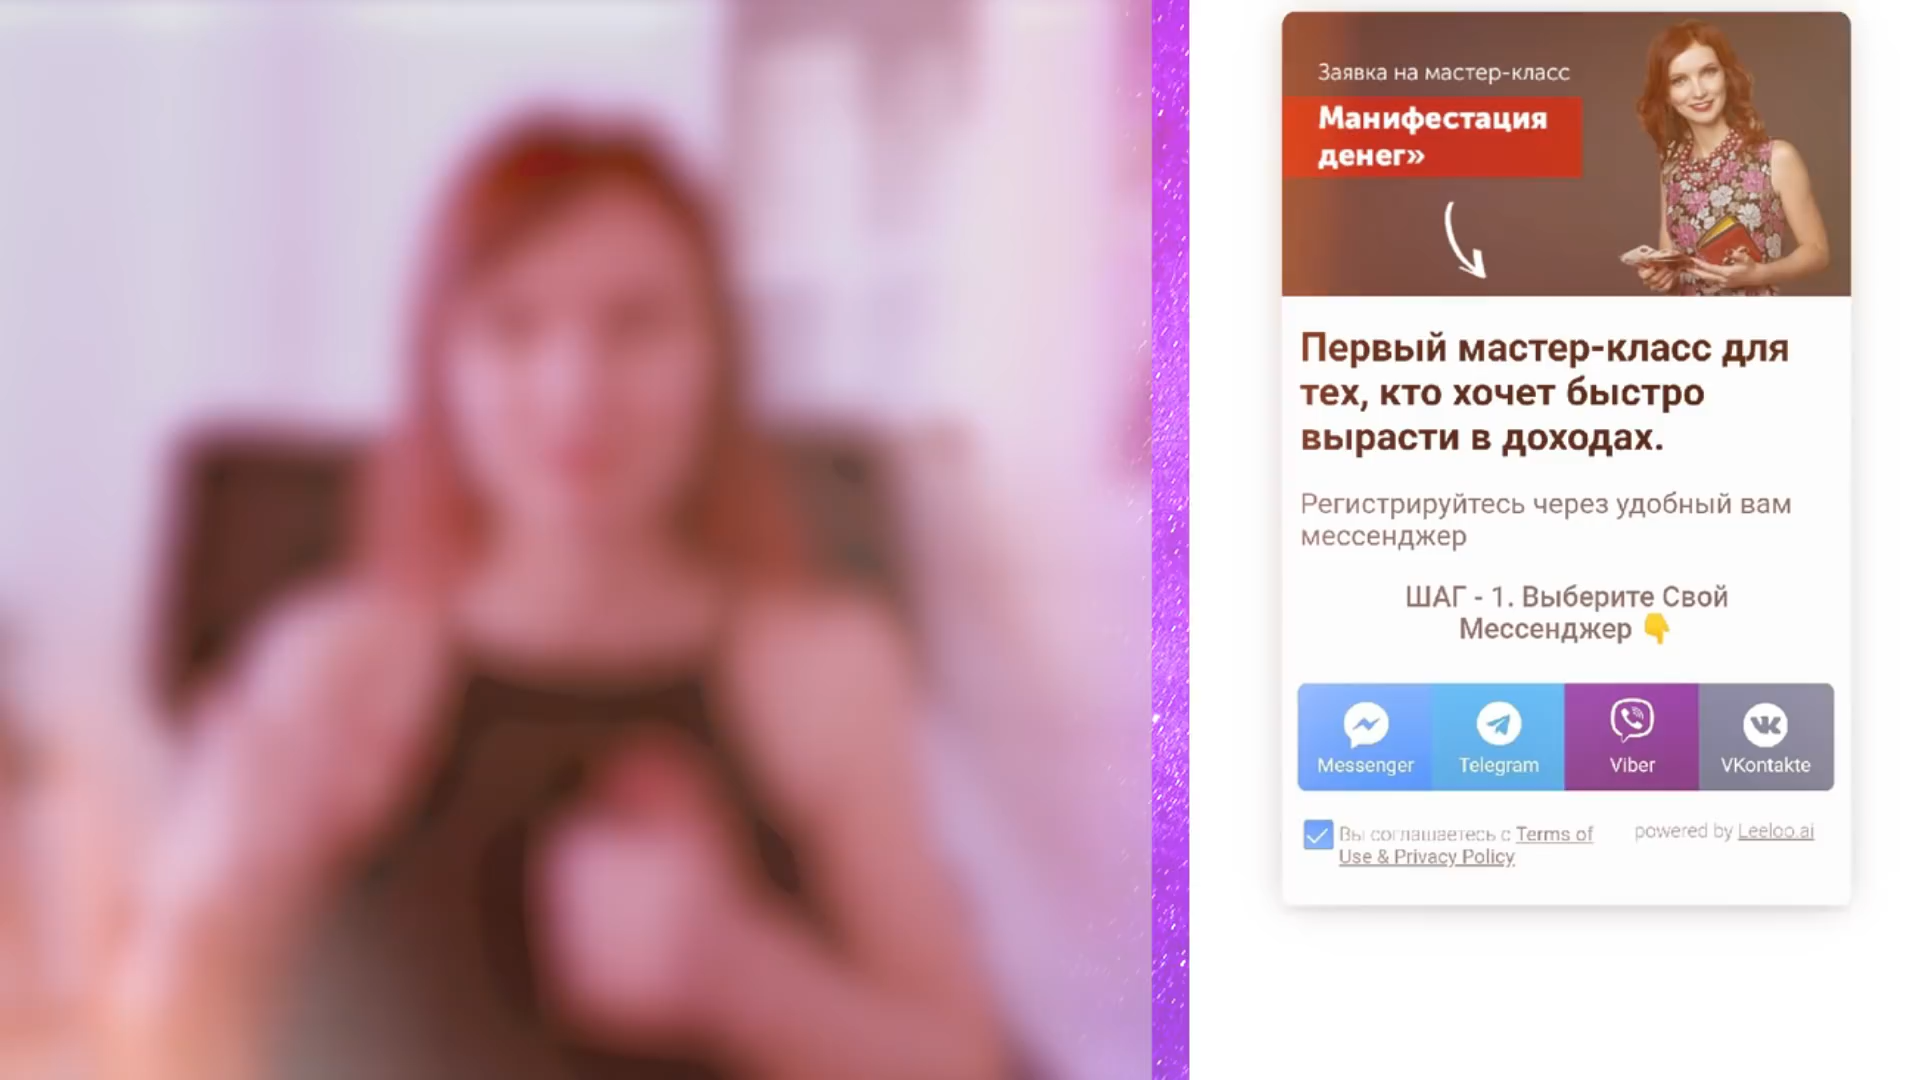 Заявка на мастер-класс
Манифестация
денег»
Первый мастер-класс для
тех, кто хочет быстро
вырасти в доходах.
Регистрируйтесь через удобный вам
мессенджер
ШАГ - 1. Выберите Свой
Мессенджер 👇
Messenger
Telegram
Viber
VKontakte
Вы соглашаетесь с Terms of
Use & Privacy Policy
powered by Leeloo.ai